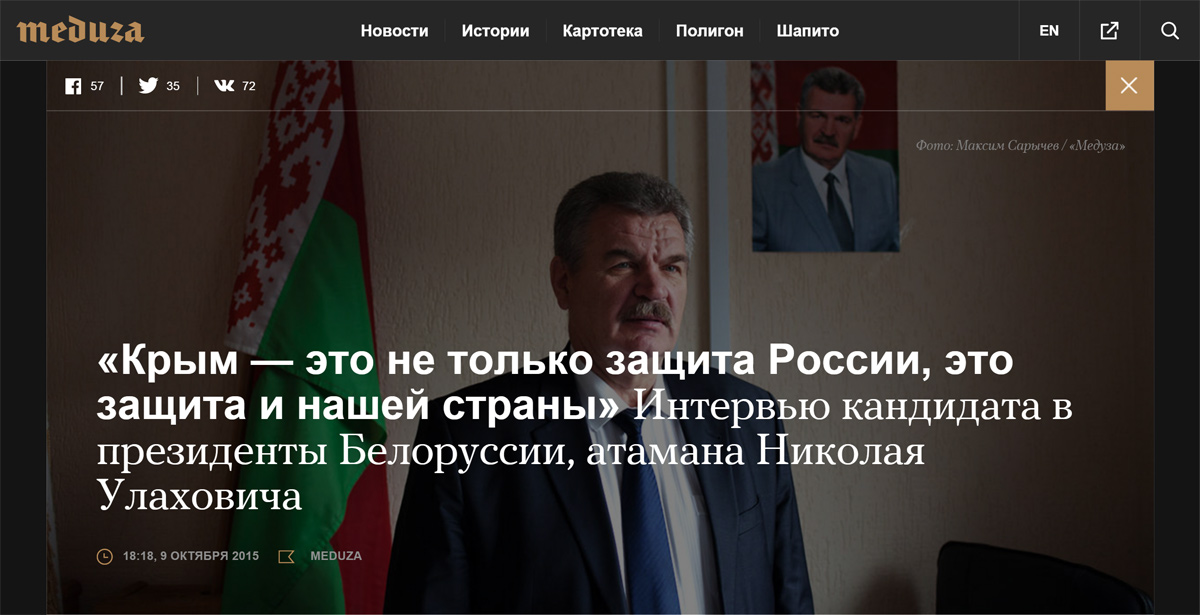 meduza
Новости Истории Картотека Полигон Шапито EN
57 35 72
Фото: Максим Сарычев / «Медуза»
«Крым — это не только защита России, это
защита и нашей страны» Интервью кандидата в
президенты Белоруссии, атамана Николая
Улаховича
18:18, 9 ОКТЯБРЯ 2015 MEDUZA